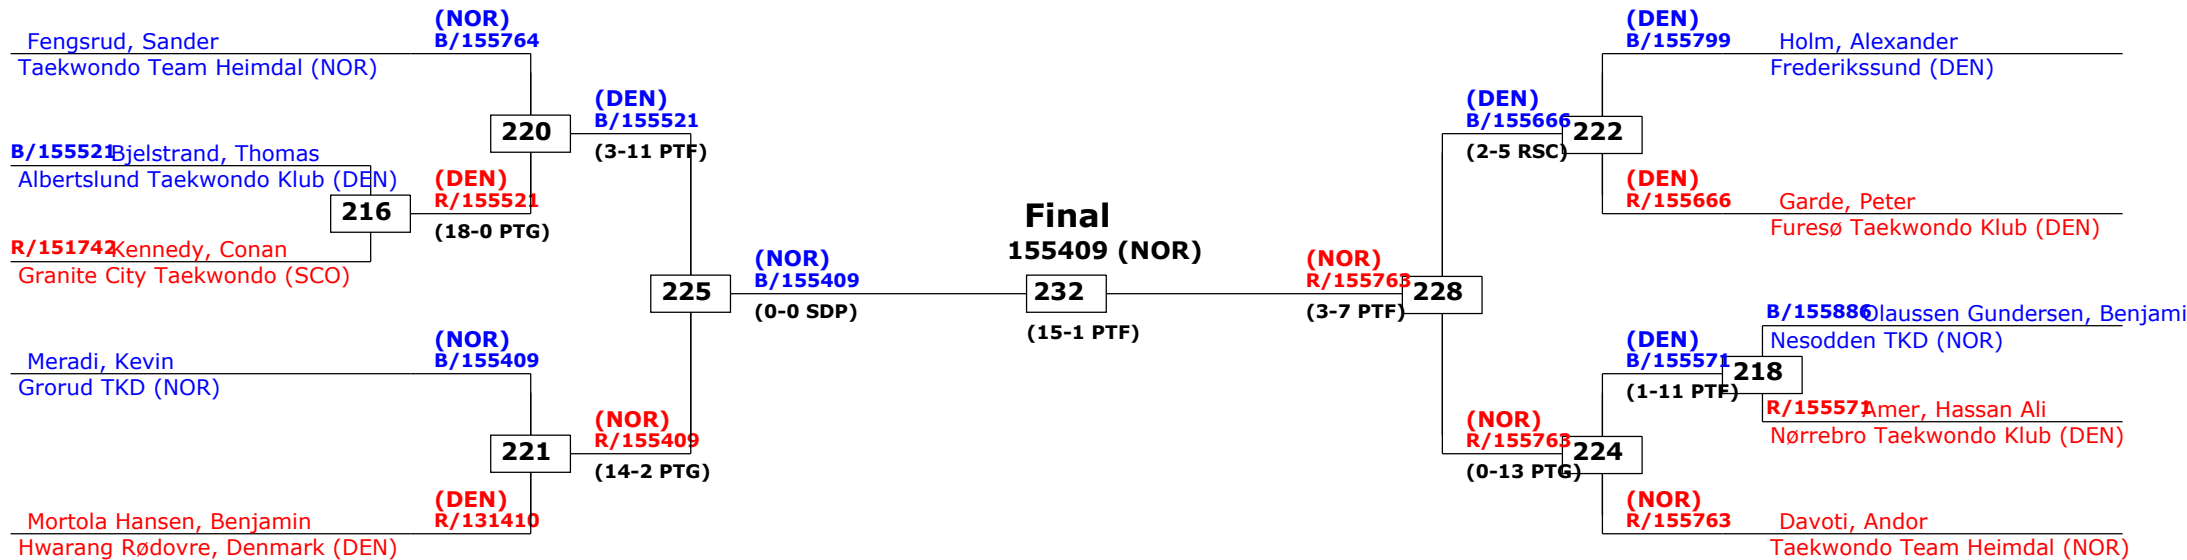 (NOR)
B/155764
Fengsrud, Sander
Taekwondo Team Heimdal (NOR)
220
(DEN)
B/155521
(3-11 PTF)
B/155521
Bjelstrand, Thomas
Albertslund Taekwondo Klub (DEN)
216
(DEN)
R/155521
(18-0 PTG)
R/151742
Kennedy, Conan
Granite City Taekwondo (SCO)
225
(NOR)
B/155409
(0-0 SDP)
(NOR)
B/155409
Meradi, Kevin
Grorud TKD (NOR)
221
(NOR)
R/155409
(14-2 PTG)
(DEN)
R/131410
Mortola Hansen, Benjamin
Hwarang Rødovre, Denmark (DEN)
Final
155409 (NOR)
232
(15-1 PTF)
(NOR)
R/155763
(3-7 PTF)
228
(DEN)
B/155799
Holm, Alexander
Frederikssund (DEN)
(DEN)
B/155666
(2-5 RSC)
222
(DEN)
R/155666
Garde, Peter
Furesø Taekwondo Klub (DEN)
B/155886
Olaussen Gundersen, Benjami
Nesodden TKD (NOR)
(DEN)
B/155571
(1-11 PTF)
218
R/155571
Amer, Hassan Ali
Nørrebro Taekwondo Klub (DEN)
(NOR)
R/155763
(0-13 PTG)
224
(NOR)
R/155763
Davoti, Andor
Taekwondo Team Heimdal (NOR)